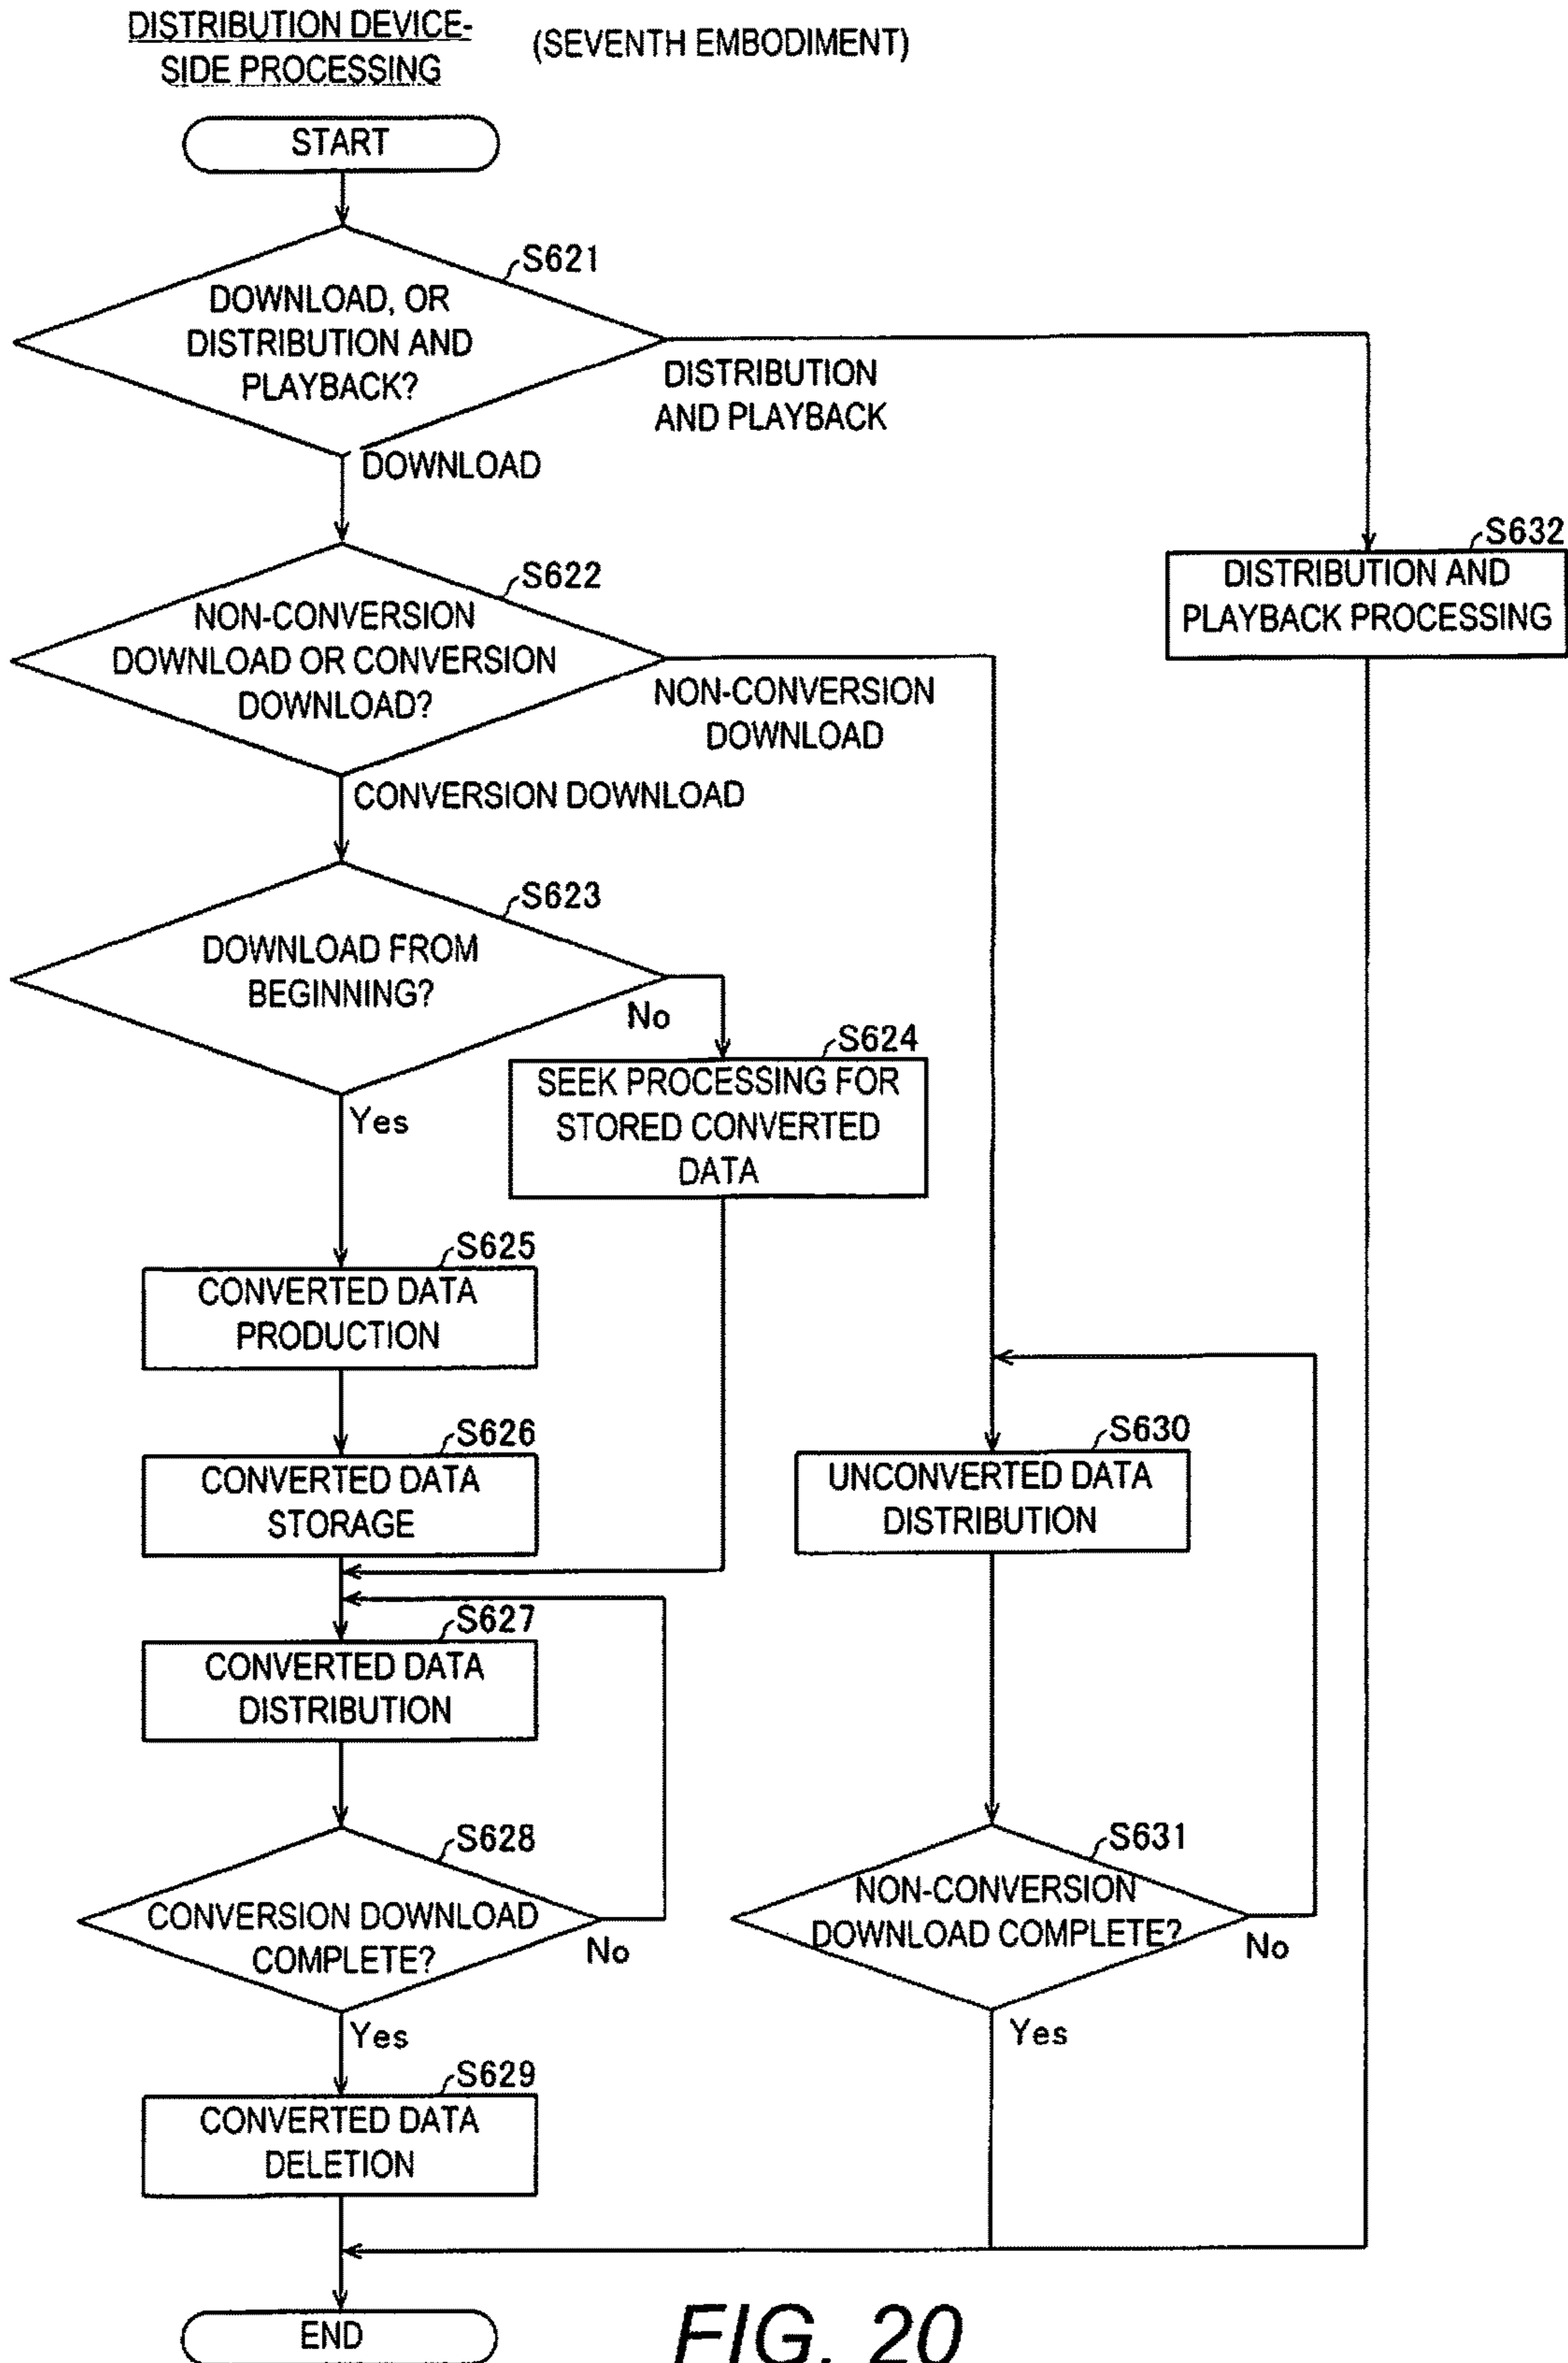 DISTRIBUTION DEVICE-
SIDE PROCESSING
(SEVENTH EMBODIMENT)
START
S621
DOWNLOAD, OR
DISTRIBUTION AND
PLAYBACK?
DISTRIBUTION
AND PLAYBACK
DOWNLOAD
S632
DISTRIBUTION AND
PLAYBACK PROCESSING
S622
NON-CONVERSION
DOWNLOAD OR CONVERSION
DOWNLOAD?
NON-CONVERSION
DOWNLOAD
CONVERSION DOWNLOAD
S623
DOWNLOAD FROM
BEGINNING?
No
Yes
S624
SEEK PROCESSING FOR
STORED CONVERTED
DATA
S625
CONVERTED DATA
PRODUCTION
S626
CONVERTED DATA
STORAGE
S630
UNCONVERTED DATA
DISTRIBUTION
S627
CONVERTED DATA
DISTRIBUTION
S628
CONVERSION DOWNLOAD
COMPLETE?
No
Yes
S631
NON-CONVERSION
DOWNLOAD COMPLETE?
No
Yes
S629
CONVERTED DATA
DELETION
END
FIG. 20